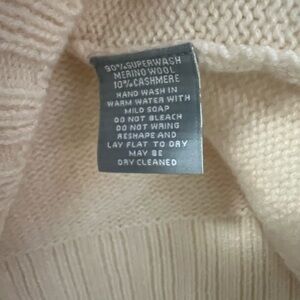 90% SUPERWASH
MERINO WOOL
10% CASHMERE
HAND WASH IN
WARM WATER WITH
MILD SOAP
DO NOT BLEACH
DO NOT WRING
RESHAPE AND
LAY FLAT TO DRY
MAY BE
DRY CLEANED